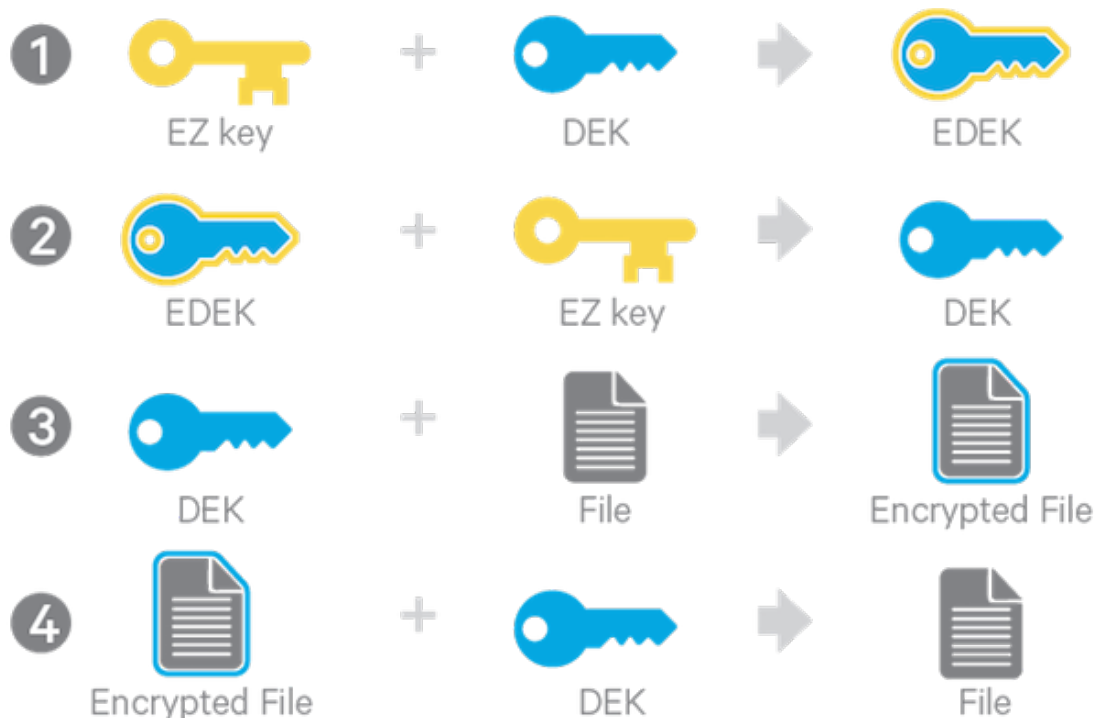 1
+
EZ key DEK EDEK
2
+
EDEK EZ key DEK
3
+
DEK File Encrypted File
4
+
Encrypted File DEK File